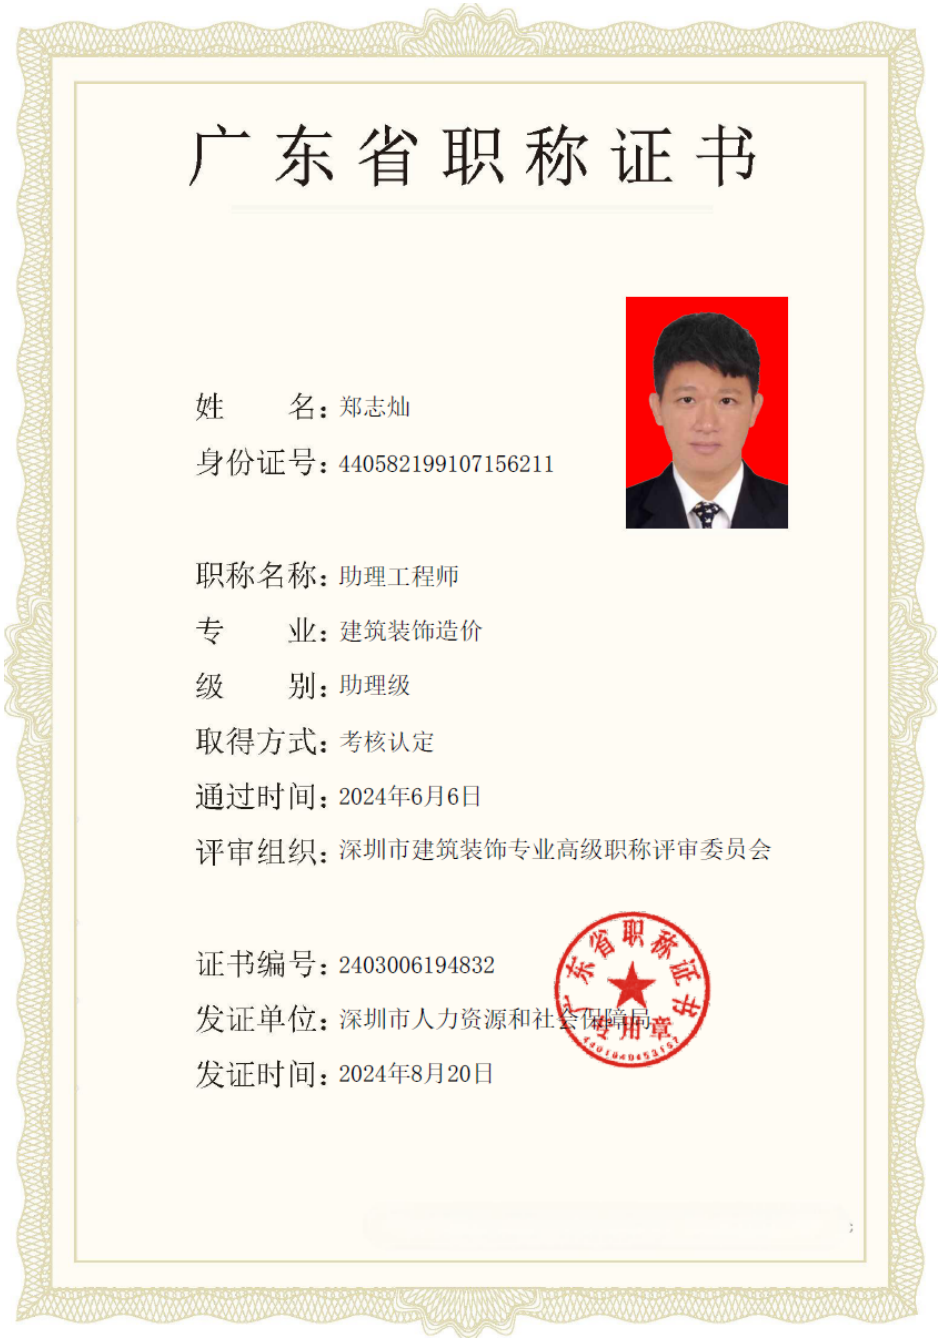 广东省职称证书
姓名：郑志灿
身份证号：440582199107156211
职称名称：助理工程师
专业：建筑装饰造价
级别：助理级
取得方式：考核认定
通过时间：2024年6月6日
评审组织：深圳市建筑装饰专业高级职称评审委员会
证书编号：2403006194832
发证单位：深圳市人力资源和社会保障局
发证时间：2024年8月20日
广东省职称证书
专用章